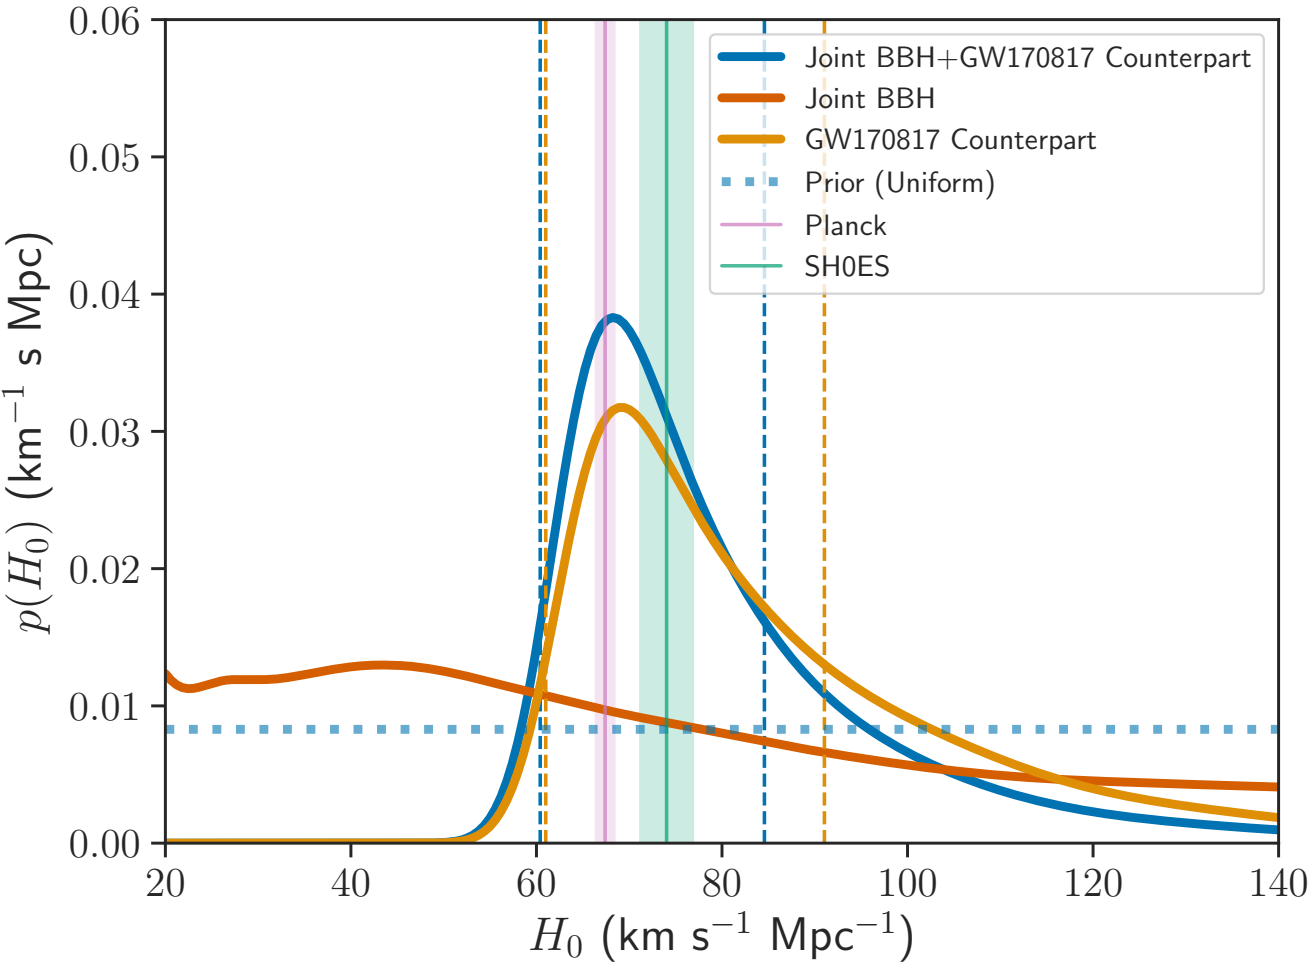 0.06
0.05
0.04
0.03
0.02
0.01
0.00
p(H₀) (km⁻¹ s Mpc)
Joint BBH+GW170817 Counterpart
Joint BBH
GW170817 Counterpart
Prior (Uniform)
Planck
SH0ES
20 40 60 80 100 120 140
H₀ (km s⁻¹ Mpc⁻¹)